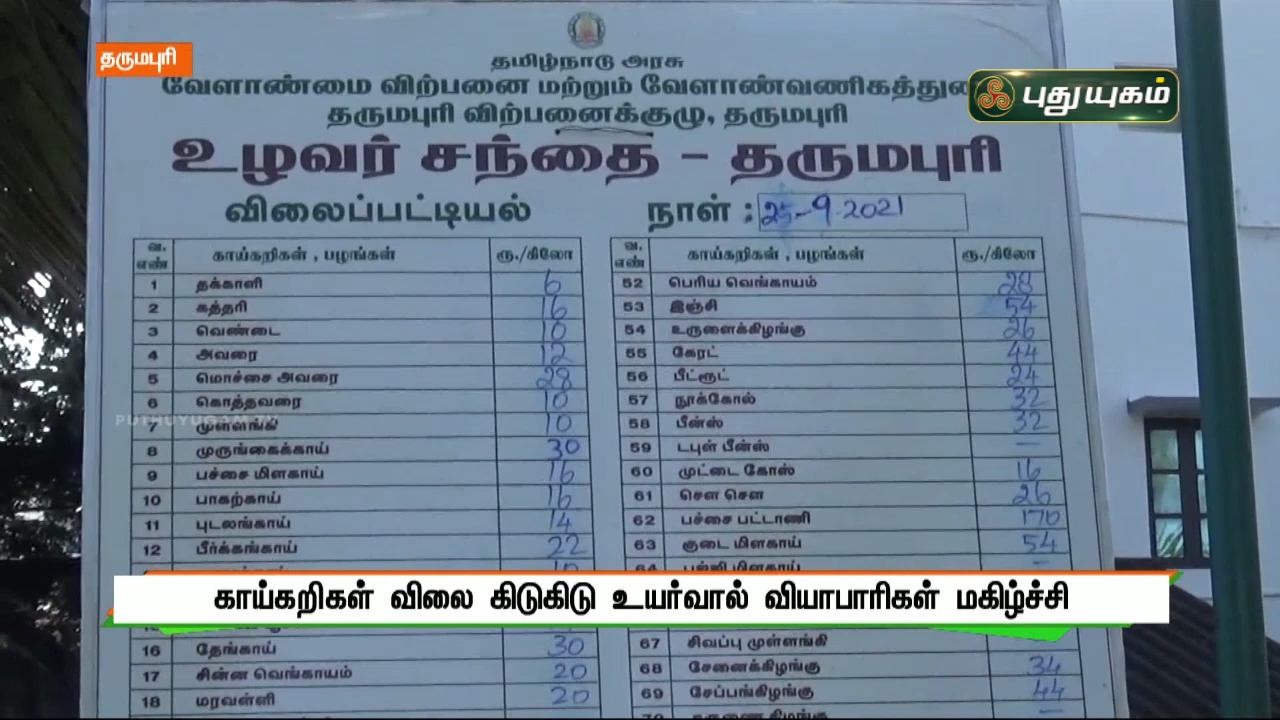 தருமபுரி
தமிழ்நாடு அரசு
வேளாண்மை விற்பனை மற்றும்
புதுயுகம்
தருமபுரி விற்பனைக்குழு, தருமபுரி
உழவர் சந்தை - தருமபுரி
விலைப்பட்டியல் நாள் : 25-9-2021
வ. எண் காய்கறிகள் , பழங்கள் ரூ./கிலோ
1 தக்காளி 6
2 கத்தரி 16
3 வெண்டை 10
4 அவரை 12
5 மொச்சை அவரை 28
6 கொத்தவரை 10
7 முள்ளங்கி 10
8 முருங்கைக்காய் 30
9 பச்சை மிளகாய் 16
10 பாகற்காய் 16
11 புடலங்காய் 14
12 பீர்க்கங்காய் 22
16 தேங்காய் 30
17 சின்ன வெங்காயம் 20
18 மரவள்ளி 20
வ. எண் காய்கறிகள் , பழங்கள் ரூ./கிலோ
52 பெரிய வெங்காயம் 28
53 இஞ்சி 54
54 உருளைக்கிழங்கு 26
55 கேரட் 44
56 பீட்ரூட் 24
57 நூக்கோல் 32
58 பீன்ஸ் 32
59 டபுள் பீன்ஸ் —
60 முட்டை கோஸ் 16
61 சௌ சௌ 26
62 பச்சை பட்டாணி 170
63 குடை மிளகாய் 54
64 பஜ்ஜி மிளகாய் —
67 சிவப்பு முள்ளங்கி
68 சேனைக்கிழங்கு 34
69 சேப்பங்கிழங்கு 44
PUTHUYUGAM TV
காய்கறிகள் விலை கிடுகிடு உயர்வால் வியாபாரிகள் மகிழ்ச்சி